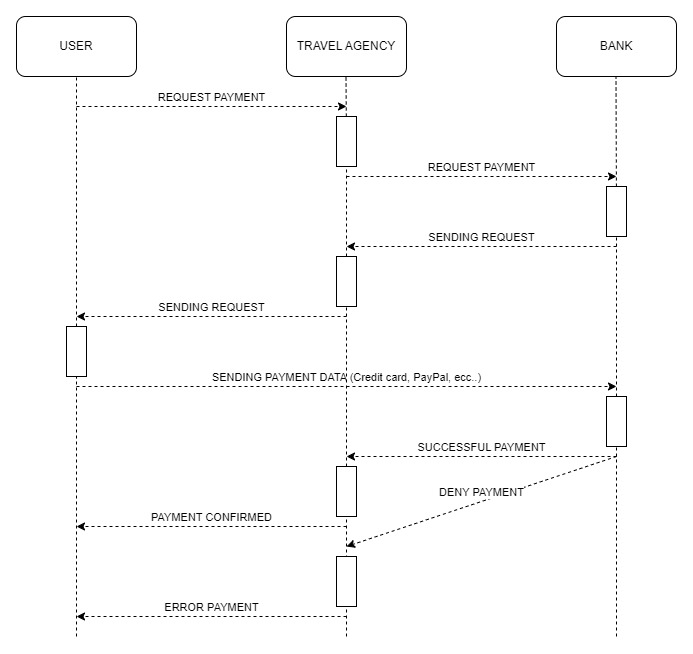 USER
TRAVEL AGENCY
BANK
REQUEST PAYMENT
REQUEST PAYMENT
SENDING REQUEST
SENDING REQUEST
SENDING PAYMENT DATA (Credit card, PayPal, ecc..)
SUCCESSFUL PAYMENT
DENY PAYMENT
PAYMENT CONFIRMED
ERROR PAYMENT